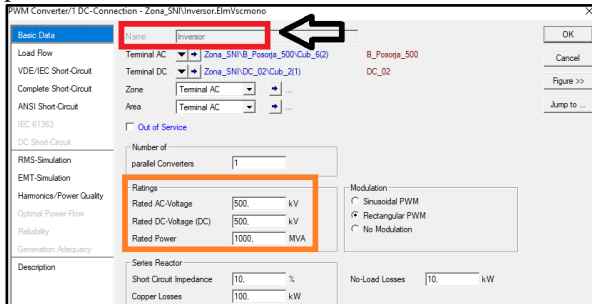 PWM Converter/1 DC-Connection - Zona_SNI\Inversor.ElmVscmono
Basic Data
Load Flow
VDE/IEC Short-Circuit
Complete Short-Circuit
ANSI Short-Circuit
IEC 61363
DC Short-Circuit
RMS-Simulation
EMT-Simulation
Harmonics/Power Quality
Optimal Power Flow
Reliability
Generation Adequacy
Description
Name Inversor
Terminal AC Zona_SNI\B_Posorja_500\Cub_6(2) B_Posorja_500
Terminal DC Zona_SNI\DC_02\Cub_2(1) DC_02
Zone Terminal AC ...
Area Terminal AC ...
Out of Service
Number of
parallel Converters 1
Ratings
Rated AC-Voltage 500, kV
Rated DC-Voltage (DC) 500, kV
Rated Power 1000, MVA
Modulation
Sinusoidal PWM
Rectangular PWM
No Modulation
Series Reactor
Short Circuit Impedance 10, %
Copper Losses 100, kW
No-Load Losses 10, kW
OK
Cancel
Figure >>
Jump to ...